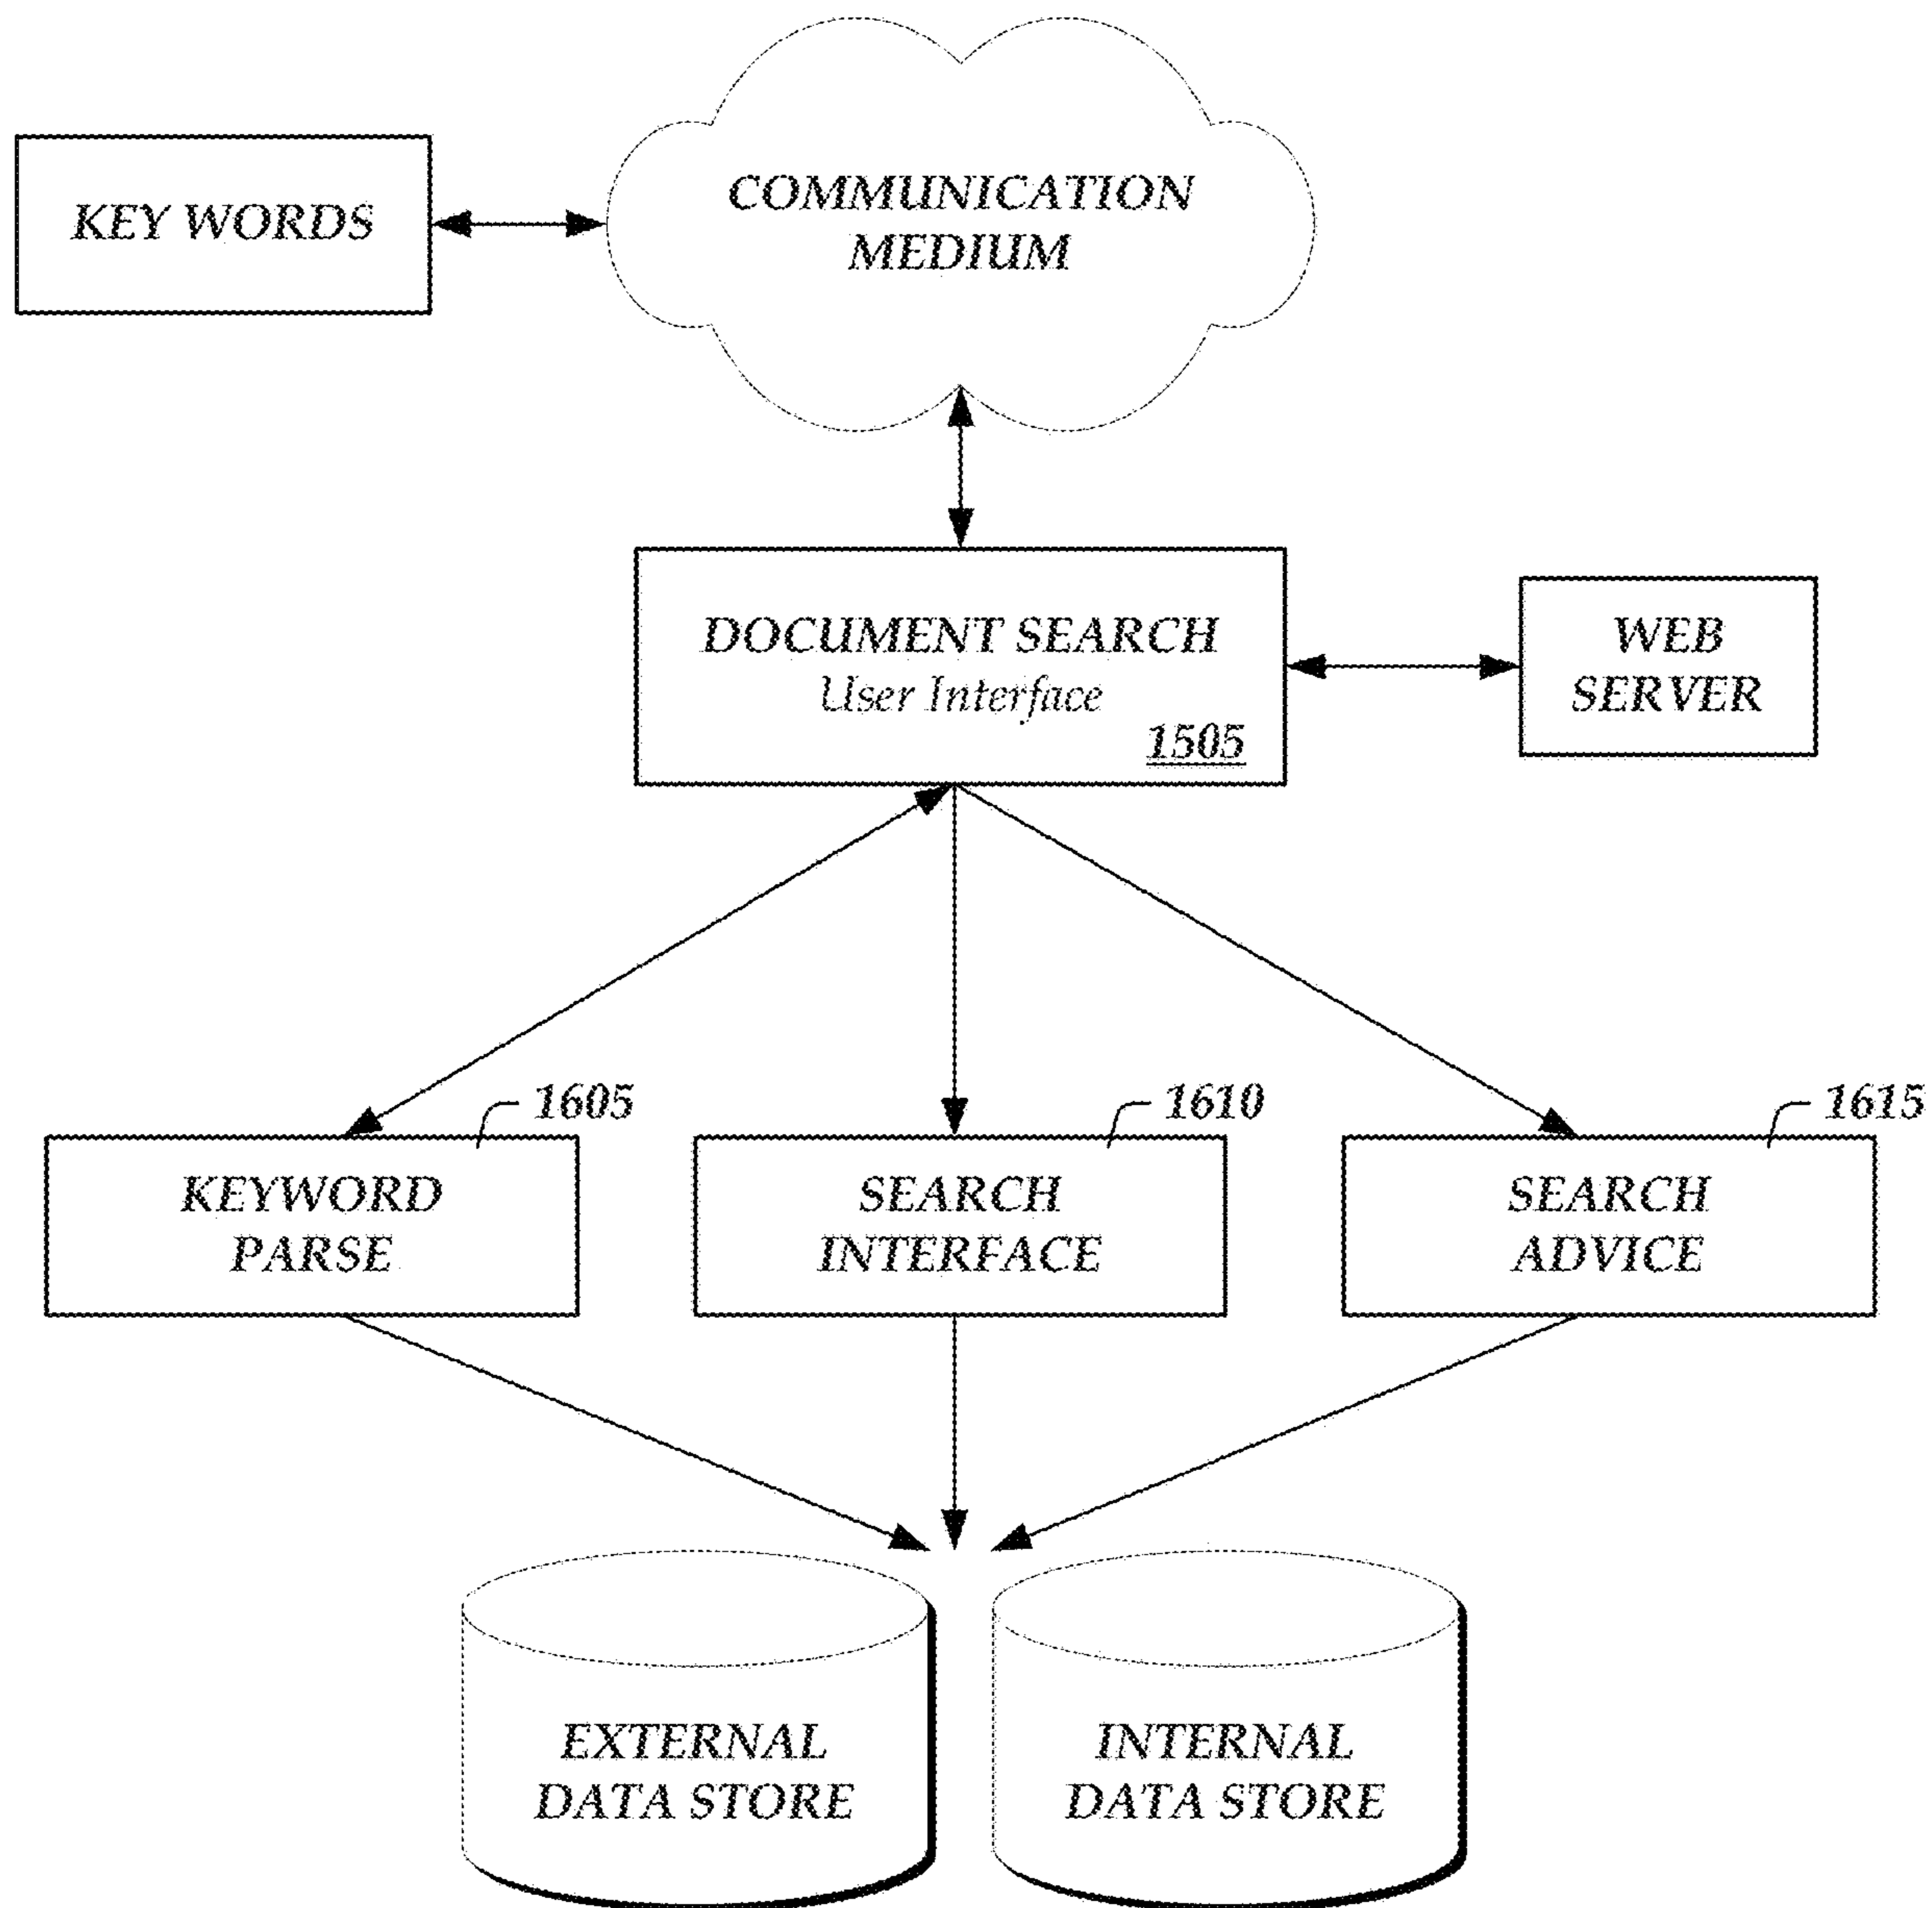 COMMUNICATION
MEDIUM
KEY WORDS
DOCUMENT SEARCH
User Interface
1505
WEB
SERVER
1605
1610
1615
KEYWORD
PARSE
SEARCH
INTERFACE
SEARCH
ADVICE
EXTERNAL
DATA STORE
INTERNAL
DATA STORE